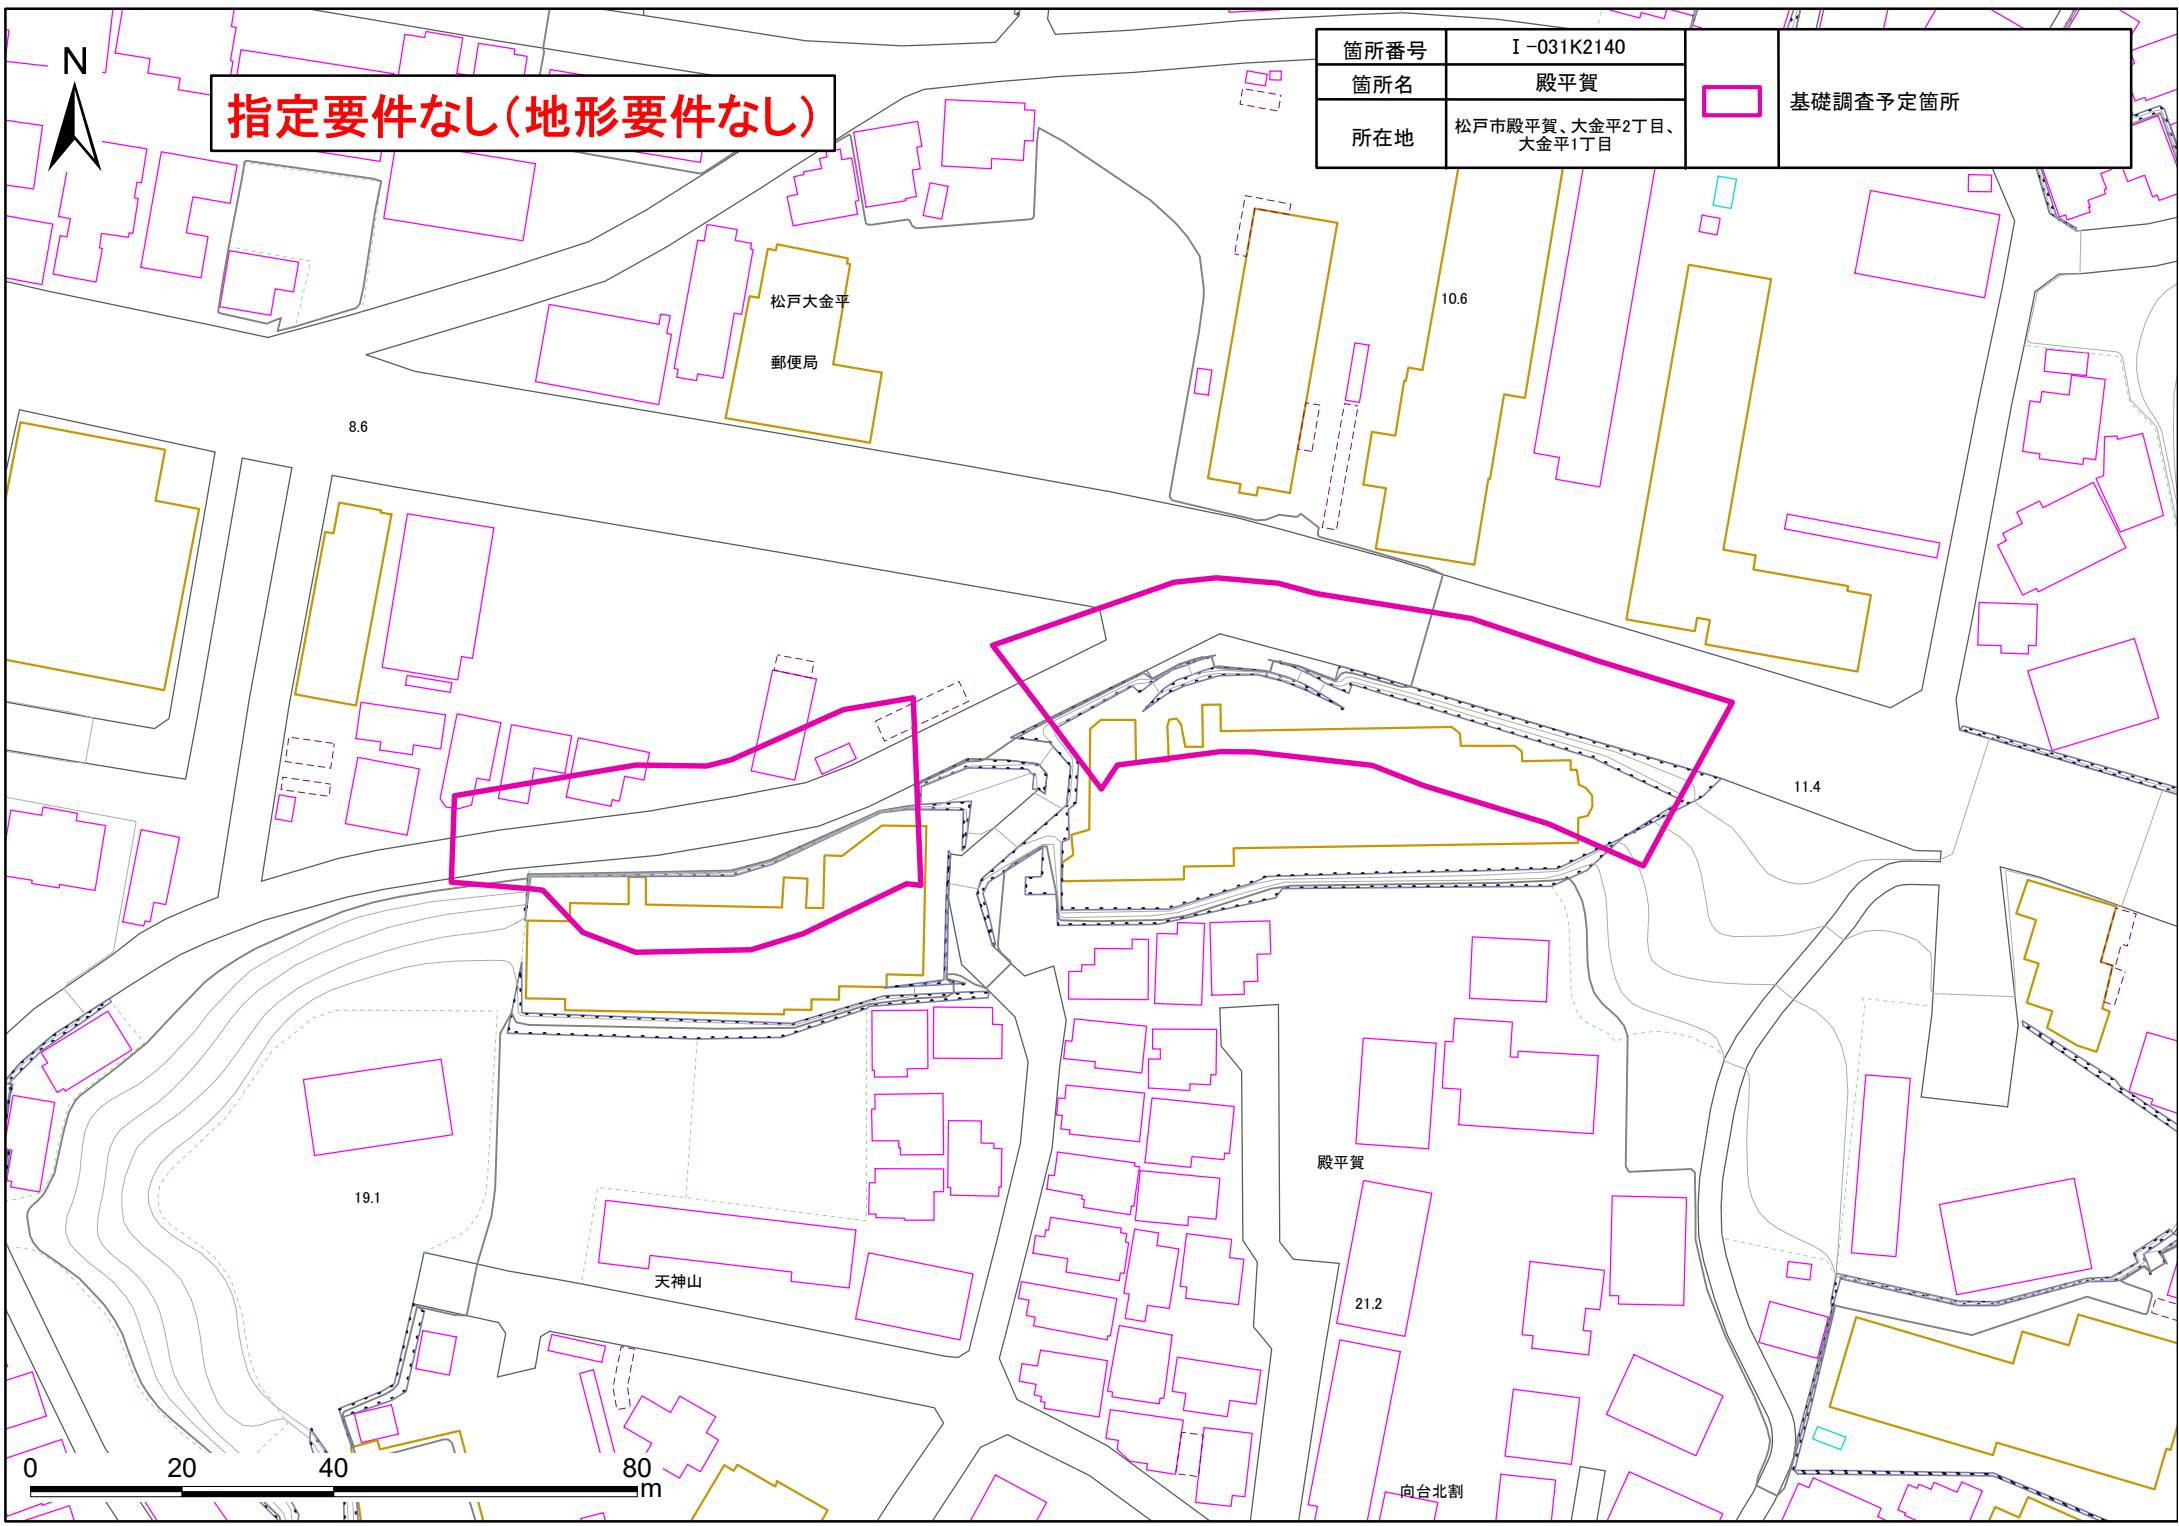 N
指定要件なし(地形要件なし)
箇所番号
Ⅰ-031K2140
箇所名
殿平賀
所在地
松戸市殿平賀、大金平2丁目、
大金平1丁目
基礎調査予定箇所
松戸大金平
郵便局
10.6
8.6
11.4
殿平賀
19.1
天神山
21.2
向台北割
0 20 40 80
m